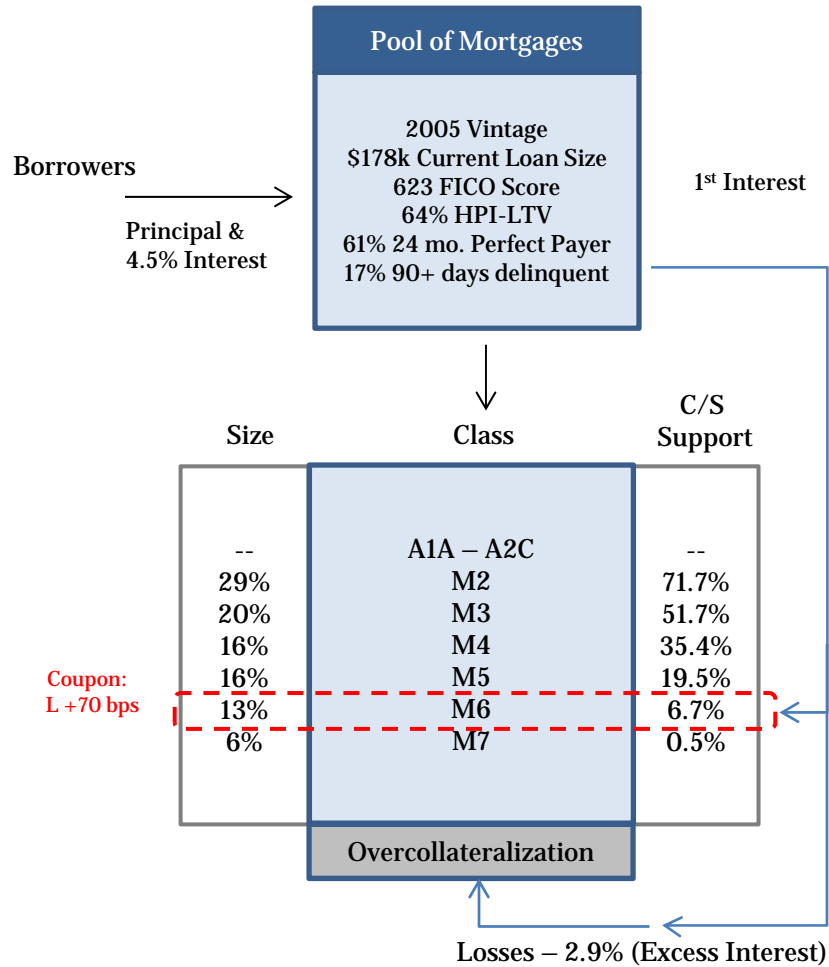 Pool of Mortgages
2005 Vintage
$178k Current Loan Size
623 FICO Score
64% HPI-LTV
61% 24 mo. Perfect Payer
17% 90+ days delinquent
Borrowers
Principal &
4.5% Interest
1st Interest
Size Class C/S Support
-- A1A – A2C --
29% M2 71.7%
20% M3 51.7%
16% M4 35.4%
16% M5 19.5%
Coupon:
L +70 bps
13% M6 6.7%
6% M7 0.5%
Overcollateralization
Losses – 2.9% (Excess Interest)